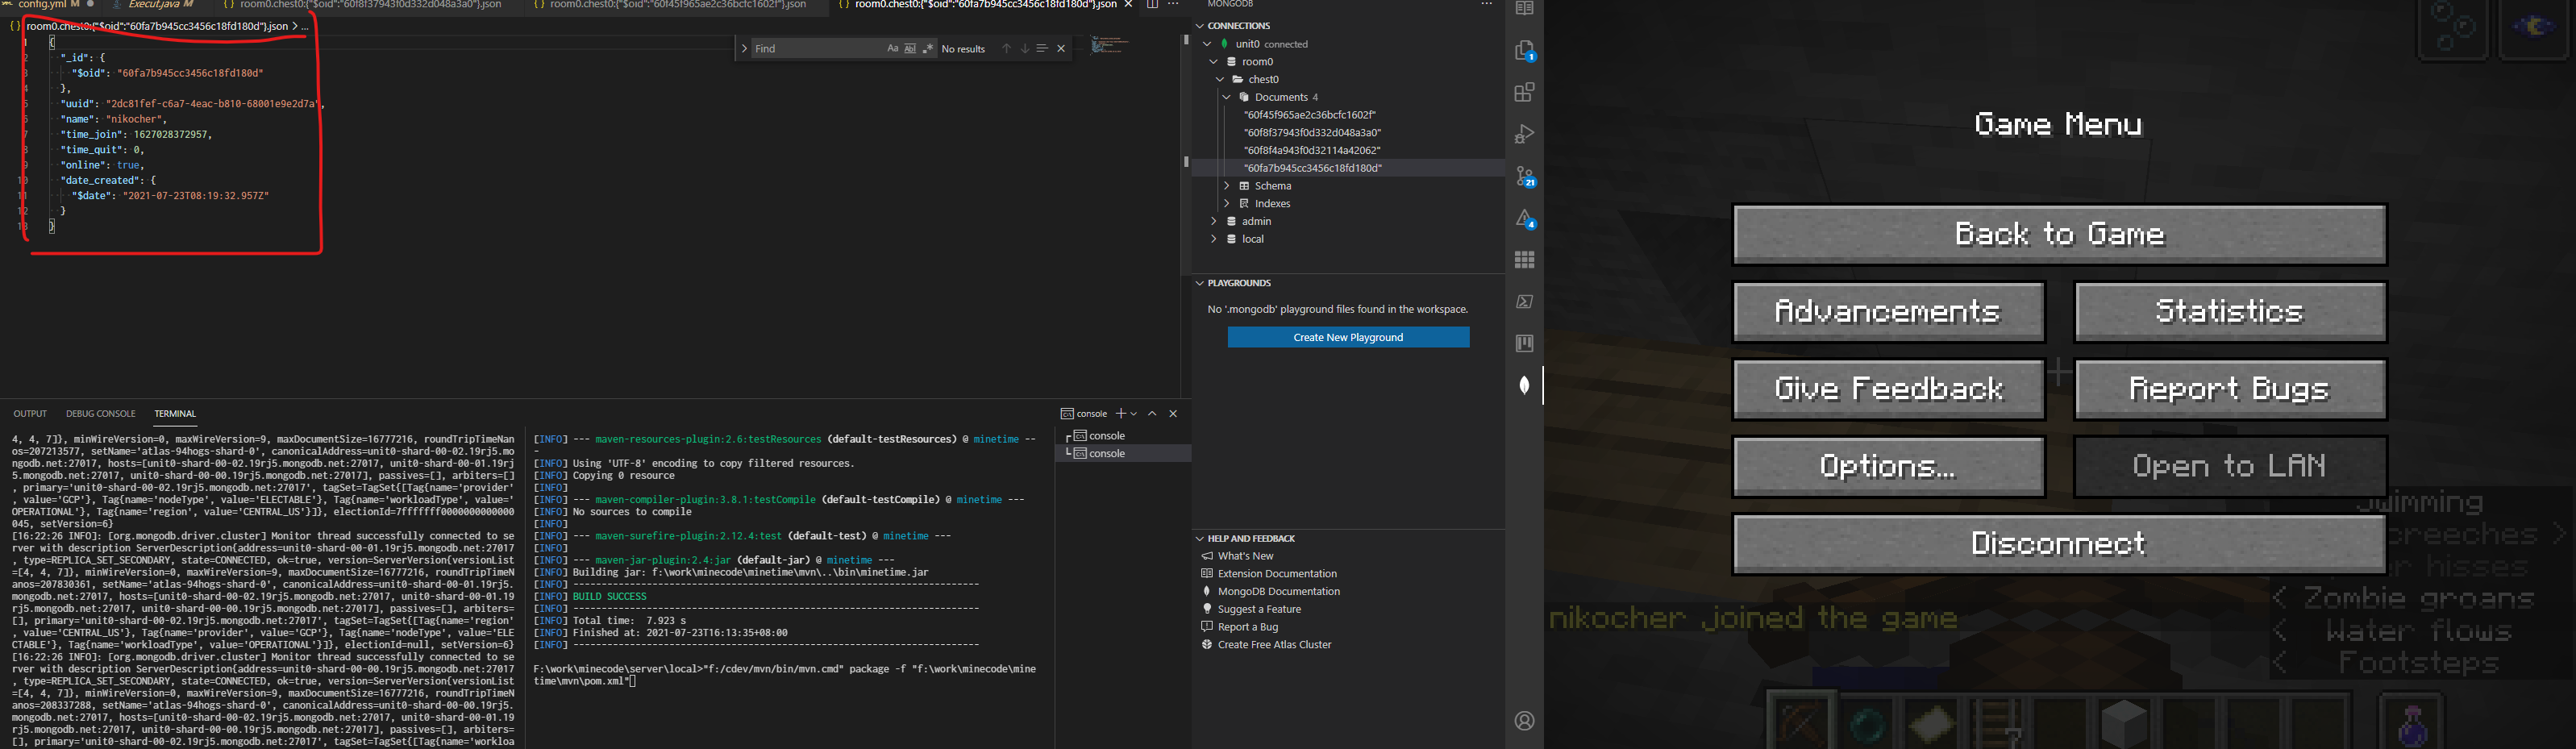 config.yml M
Execut.java M
room0.chest0:{"$oid":"60f8f37943f0d332d048a3a0"}.json
room0.chest0:{"$oid":"60f45f965ae2c36bcfc1602f"}.json
room0.chest0:{"$oid":"60fa7b945cc3456c18fd180d"}.json
room0.chest0:{"$oid":"60fa7b945cc3456c18fd180d"}.json > ...
1 {
2 "_id": {
3 "$oid": "60fa7b945cc3456c18fd180d"
4 },
5 "uuid": "2dc81fef-c6a7-4eac-b810-68001e9e2d7a",
6 "name": "nikocher",
7 "time_join": 1627028372957,
8 "time_quit": 0,
9 "online": true,
10 "date_created": {
11 "$date": "2021-07-23T08:19:32.957Z"
12 }
13 }
Find Aa Abl .* No results
OUTPUT DEBUG CONSOLE TERMINAL
console
4, 4, 7]}, minWireVersion=0, maxWireVersion=9, maxDocumentSize=16777216, roundTripTimeNan
os=207213577, setName='atlas-94hogs-shard-0', canonicalAddress=unit0-shard-00-02.19rj5.mo
ngodb.net:27017, hosts=[unit0-shard-00-02.19rj5.mongodb.net:27017, unit0-shard-00-01.19rj
5.mongodb.net:27017, unit0-shard-00-00.19rj5.mongodb.net:27017], passives=[], arbiters=[]
, primary='unit0-shard-00-02.19rj5.mongodb.net:27017', tagSet=TagSet{[Tag{name='provider'
, value='GCP'}, Tag{name='nodeType', value='ELECTABLE'}, Tag{name='workloadType', value='
OPERATIONAL'}, Tag{name='region', value='CENTRAL_US'}]}, electionId=7fffffff0000000000000
045, setVersion=6}
[16:22:26 INFO]: [org.mongodb.driver.cluster] Monitor thread successfully connected to se
rver with description ServerDescription{address=unit0-shard-00-01.19rj5.mongodb.net:27017
, type=REPLICA_SET_SECONDARY, state=CONNECTED, ok=true, version=ServerVersion{versionList
=[4, 4, 7]}, minWireVersion=0, maxWireVersion=9, maxDocumentSize=16777216, roundTripTimeN
anos=207830361, setName='atlas-94hogs-shard-0', canonicalAddress=unit0-shard-00-01.19rj5.
mongodb.net:27017, hosts=[unit0-shard-00-02.19rj5.mongodb.net:27017, unit0-shard-00-01.19
rj5.mongodb.net:27017, unit0-shard-00-00.19rj5.mongodb.net:27017], passives=[], arbiters=
[], primary='unit0-shard-00-02.19rj5.mongodb.net:27017', tagSet=TagSet{[Tag{name='region'
, value='CENTRAL_US'}, Tag{name='provider', value='GCP'}, Tag{name='nodeType', value='ELE
CTABLE'}, Tag{name='workloadType', value='OPERATIONAL'}]}, electionId=null, setVersion=6}
[16:22:26 INFO]: [org.mongodb.driver.cluster] Monitor thread successfully connected to se
rver with description ServerDescription{address=unit0-shard-00-00.19rj5.mongodb.net:27017
, type=REPLICA_SET_SECONDARY, state=CONNECTED, ok=true, version=ServerVersion{versionList
=[4, 4, 7]}, minWireVersion=0, maxWireVersion=9, maxDocumentSize=16777216, roundTripTimeN
anos=208337288, setName='atlas-94hogs-shard-0', canonicalAddress=unit0-shard-00-00.19rj5.
mongodb.net:27017, hosts=[unit0-shard-00-02.19rj5.mongodb.net:27017, unit0-shard-00-01.19
rj5.mongodb.net:27017, unit0-shard-00-00.19rj5.mongodb.net:27017], passives=[], arbiters=
[], primary='unit0-shard-00-02.19rj5.mongodb.net:27017', tagSet=TagSet{[Tag{name='workloa
[INFO] --- maven-resources-plugin:2.6:testResources (default-testResources) @ minetime --
-
[INFO] Using 'UTF-8' encoding to copy filtered resources.
[INFO] Copying 0 resource
[INFO]
[INFO] --- maven-compiler-plugin:3.8.1:testCompile (default-testCompile) @ minetime ---
[INFO] No sources to compile
[INFO]
[INFO] --- maven-surefire-plugin:2.12.4:test (default-test) @ minetime ---
[INFO]
[INFO] --- maven-jar-plugin:2.4:jar (default-jar) @ minetime ---
[INFO] Building jar: f:\work\minecode\minetime\mvn\..\bin\minetime.jar
[INFO] ------------------------------------------------------------------------
[INFO] BUILD SUCCESS
[INFO] ------------------------------------------------------------------------
[INFO] Total time:  7.923 s
[INFO] Finished at: 2021-07-23T16:13:35+08:00
[INFO] ------------------------------------------------------------------------
F:\work\minecode\server\local>"f:/cdev/mvn/bin/mvn.cmd" package -f "f:\work\minecode\mine
time\mvn\pom.xml"
console
console
MONGODB
CONNECTIONS
unit0 connected
room0
chest0
Documents 4
"60f45f965ae2c36bcfc1602f"
"60f8f37943f0d332d048a3a0"
"60f8f4a943f0d32114a42062"
"60fa7b945cc3456c18fd180d"
Schema
Indexes
admin
local
PLAYGROUNDS
No '.mongodb' playground files found in the workspace.
Create New Playground
HELP AND FEEDBACK
What's New
Extension Documentation
MongoDB Documentation
Suggest a Feature
Report a Bug
Create Free Atlas Cluster
1
21
4
Game Menu
Back to Game
Advancements
Statistics
Give Feedback
Report Bugs
Options...
Open to LAN
Disconnect
Swimming
hisses
< Zombie groans
< Water flows
< Footsteps
nikocher joined the game
7